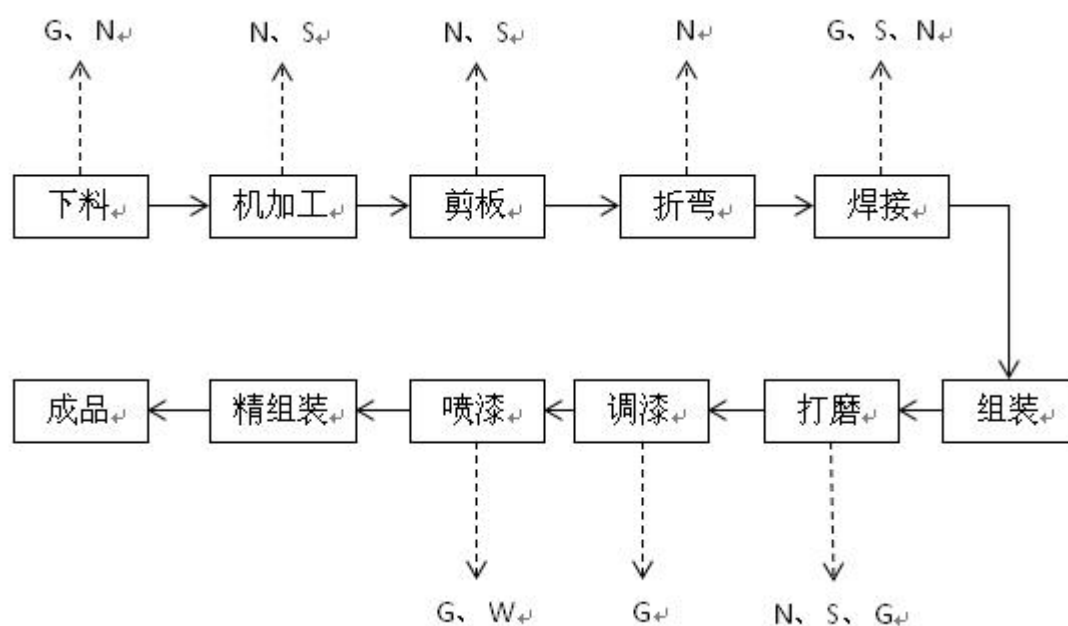 G、N N、S N、S N G、S、N
下料 机加工 剪板 折弯 焊接
成品 精组装 喷漆 调漆 打磨 组装
G、W G N、S、G